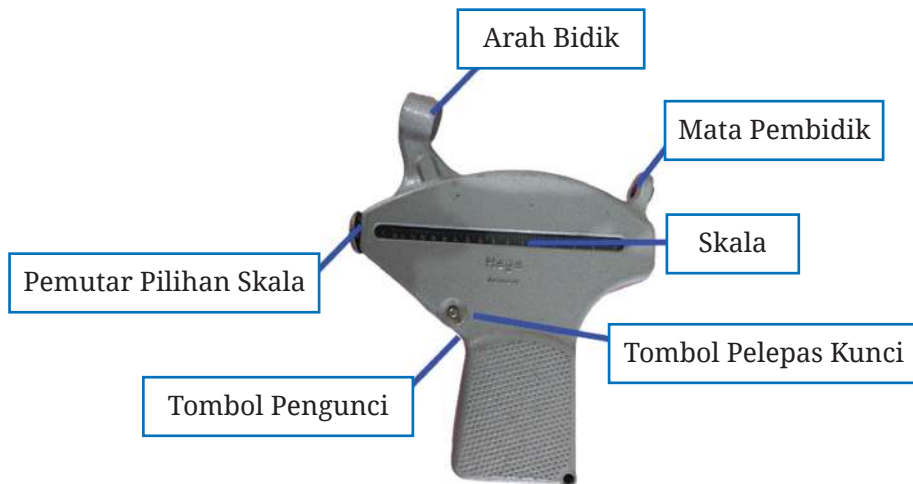 Arah Bidik
Mata Pembidik
Skala
Pemutar Pilihan Skala
Haga
Tombol Pelepas Kunci
Tombol Pengunci